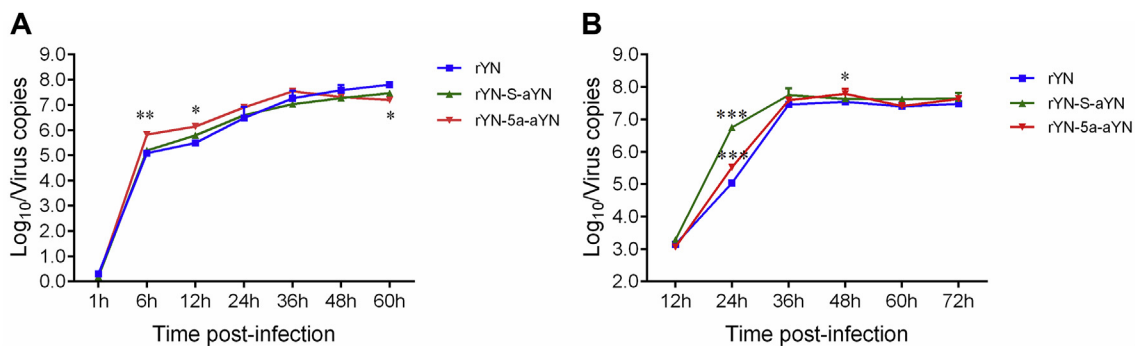 A
9.0
8.0
7.0
6.0
5.0
4.0
3.0
2.0
1.0
0.0
Log10/Virus copies
**
*
*
1h 6h 12h 24h 36h 48h 60h
Time post-infection
rYN
rYN-S-aYN
rYN-5a-aYN
B
9.0
8.0
7.0
6.0
5.0
4.0
3.0
2.0
Log10/Virus copies
*
***
***
12h 24h 36h 48h 60h 72h
Time post-infection
rYN
rYN-S-aYN
rYN-5a-aYN